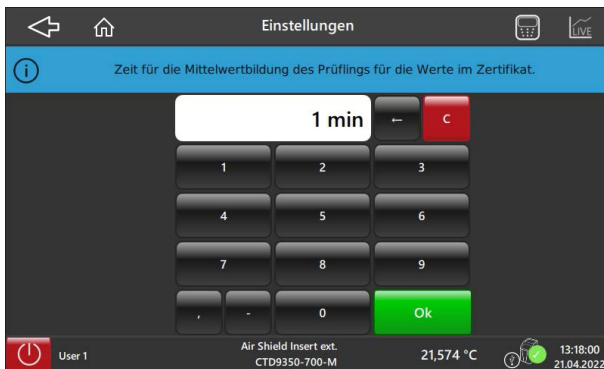 Einstellungen
LIVE
i
Zeit für die Mittelwertbildung des Prüflings für die Werte im Zertifikat.
1 min ← C
1 2 3
4 5 6
7 8 9
, - 0 Ok
User 1
Air Shield Insert ext.
CTD9350-700-M
21,574 °C
13:18:00
21.04.2022